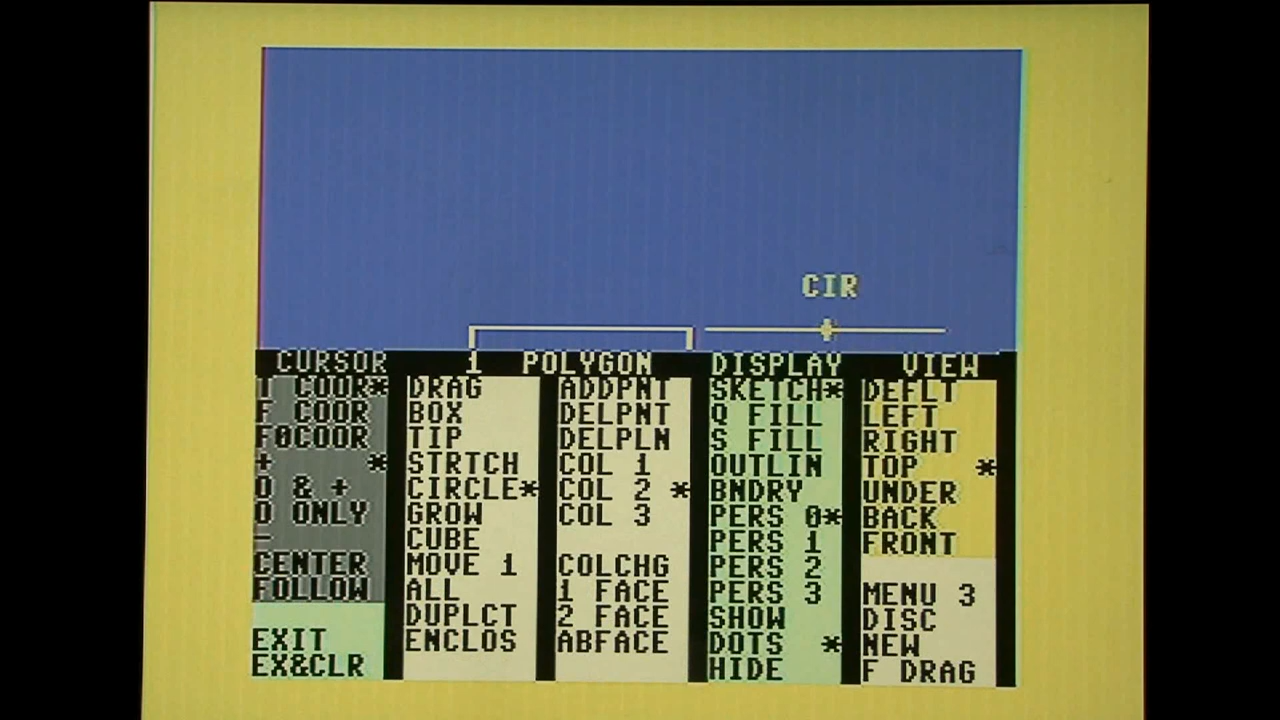 CIR
CURSOR 1 POLYGON DISPLAY VIEW
T COOR* DRAG ADDPNT SKETCH* DEFLT
F COOR BOX DELPNT Q FILL LEFT
F0COOR TIP DELPLN S FILL RIGHT
+ * STRTCH COL 1 OUTLIN TOP *
O & + CIRCLE* COL 2 * BNDRY UNDER
O ONLY GROW COL 3 PERS 0* BACK
- CUBE PERS 1 FRONT
CENTER MOVE 1 COLCHG PERS 2
FOLLOW ALL 1 FACE PERS 3 MENU 3
DUPLCT 2 FACE SHOW DISC
EXIT ENCLOS ABFACE DOTS * NEW
EX&CLR HIDE F DRAG